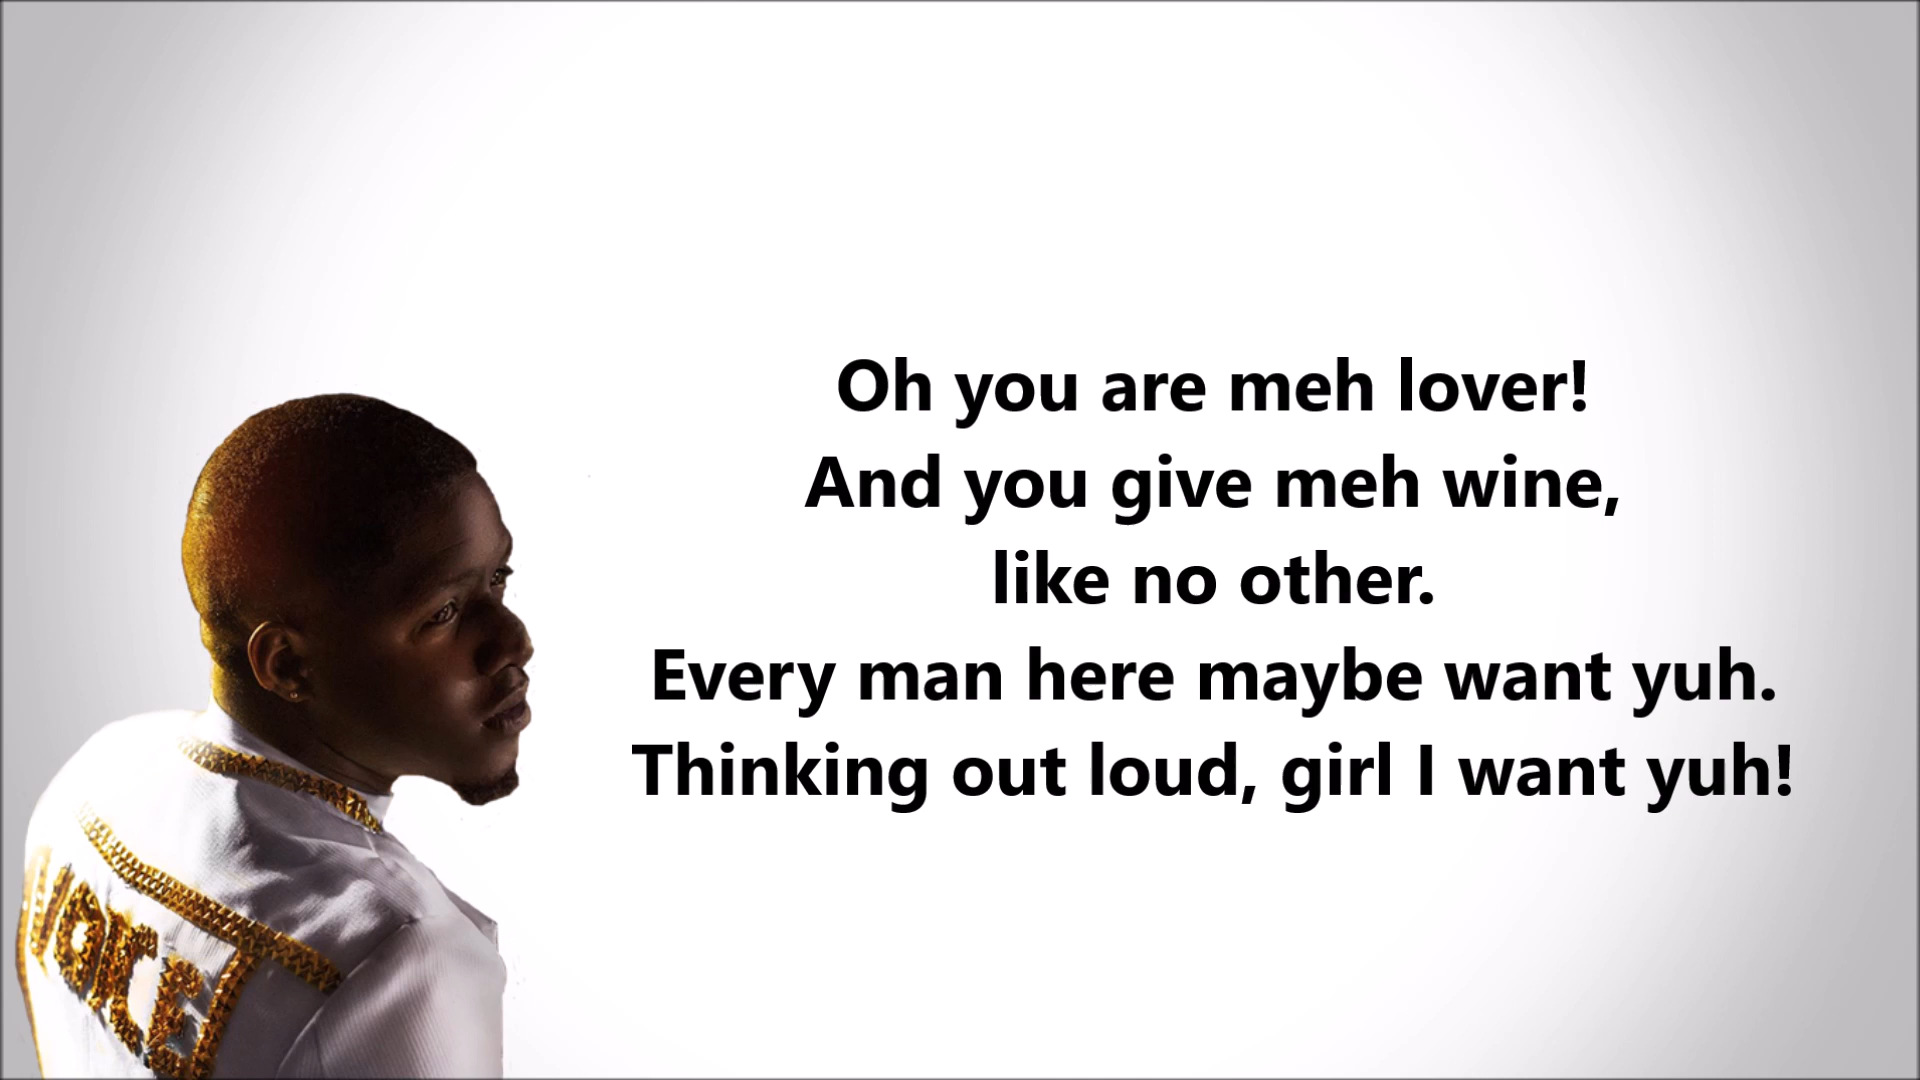 Oh you are meh lover!
And you give meh wine,
like no other.
Every man here maybe want yuh.
Thinking out loud, girl I want yuh!
VOICE